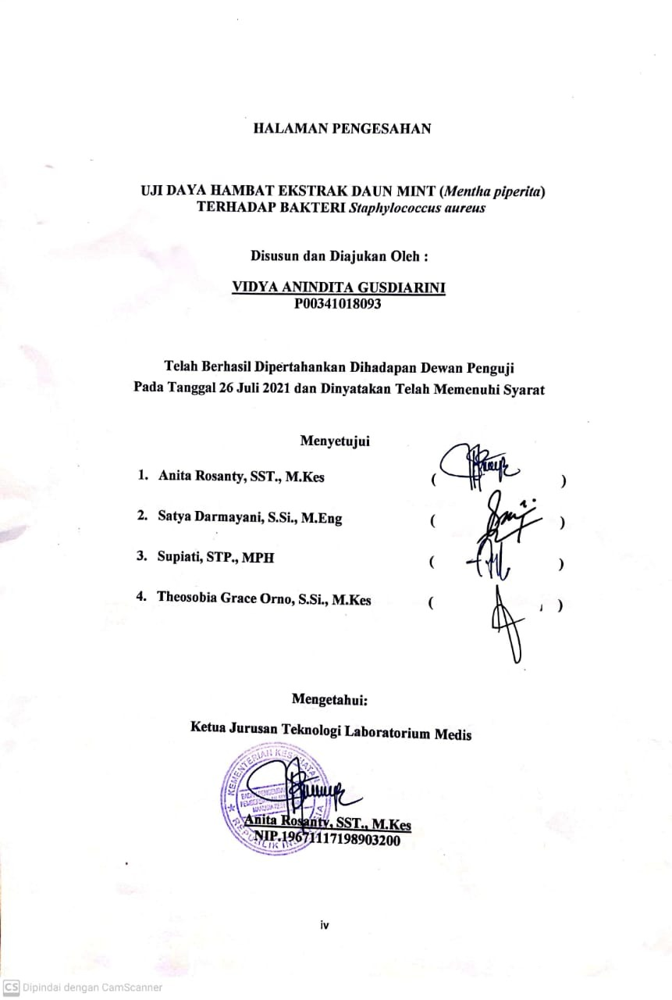 HALAMAN PENGESAHAN
UJI DAYA HAMBAT EKSTRAK DAUN MINT (Mentha piperita)
TERHADAP BAKTERI Staphylococcus aureus
Disusun dan Diajukan Oleh :
VIDYA ANINDITA GUSDIARINI
P00341018093
Telah Berhasil Dipertahankan Dihadapan Dewan Penguji
Pada Tanggal 26 Juli 2021 dan Dinyatakan Telah Memenuhi Syarat
Menyetujui
1. Anita Rosanty, SST., M.Kes ( )
2. Satya Darmayani, S.Si., M.Eng ( )
3. Supiati, STP., MPH ( )
4. Theosobia Grace Orno, S.Si., M.Kes ( )
Mengetahui:
Ketua Jurusan Teknologi Laboratorium Medis
KEMENTERIAN KESEHATAN
REPUBLIK INDONESIA
Anita Rosanty, SST., M.Kes
NIP.19671117198903200
iv
CS Dipindai dengan CamScanner